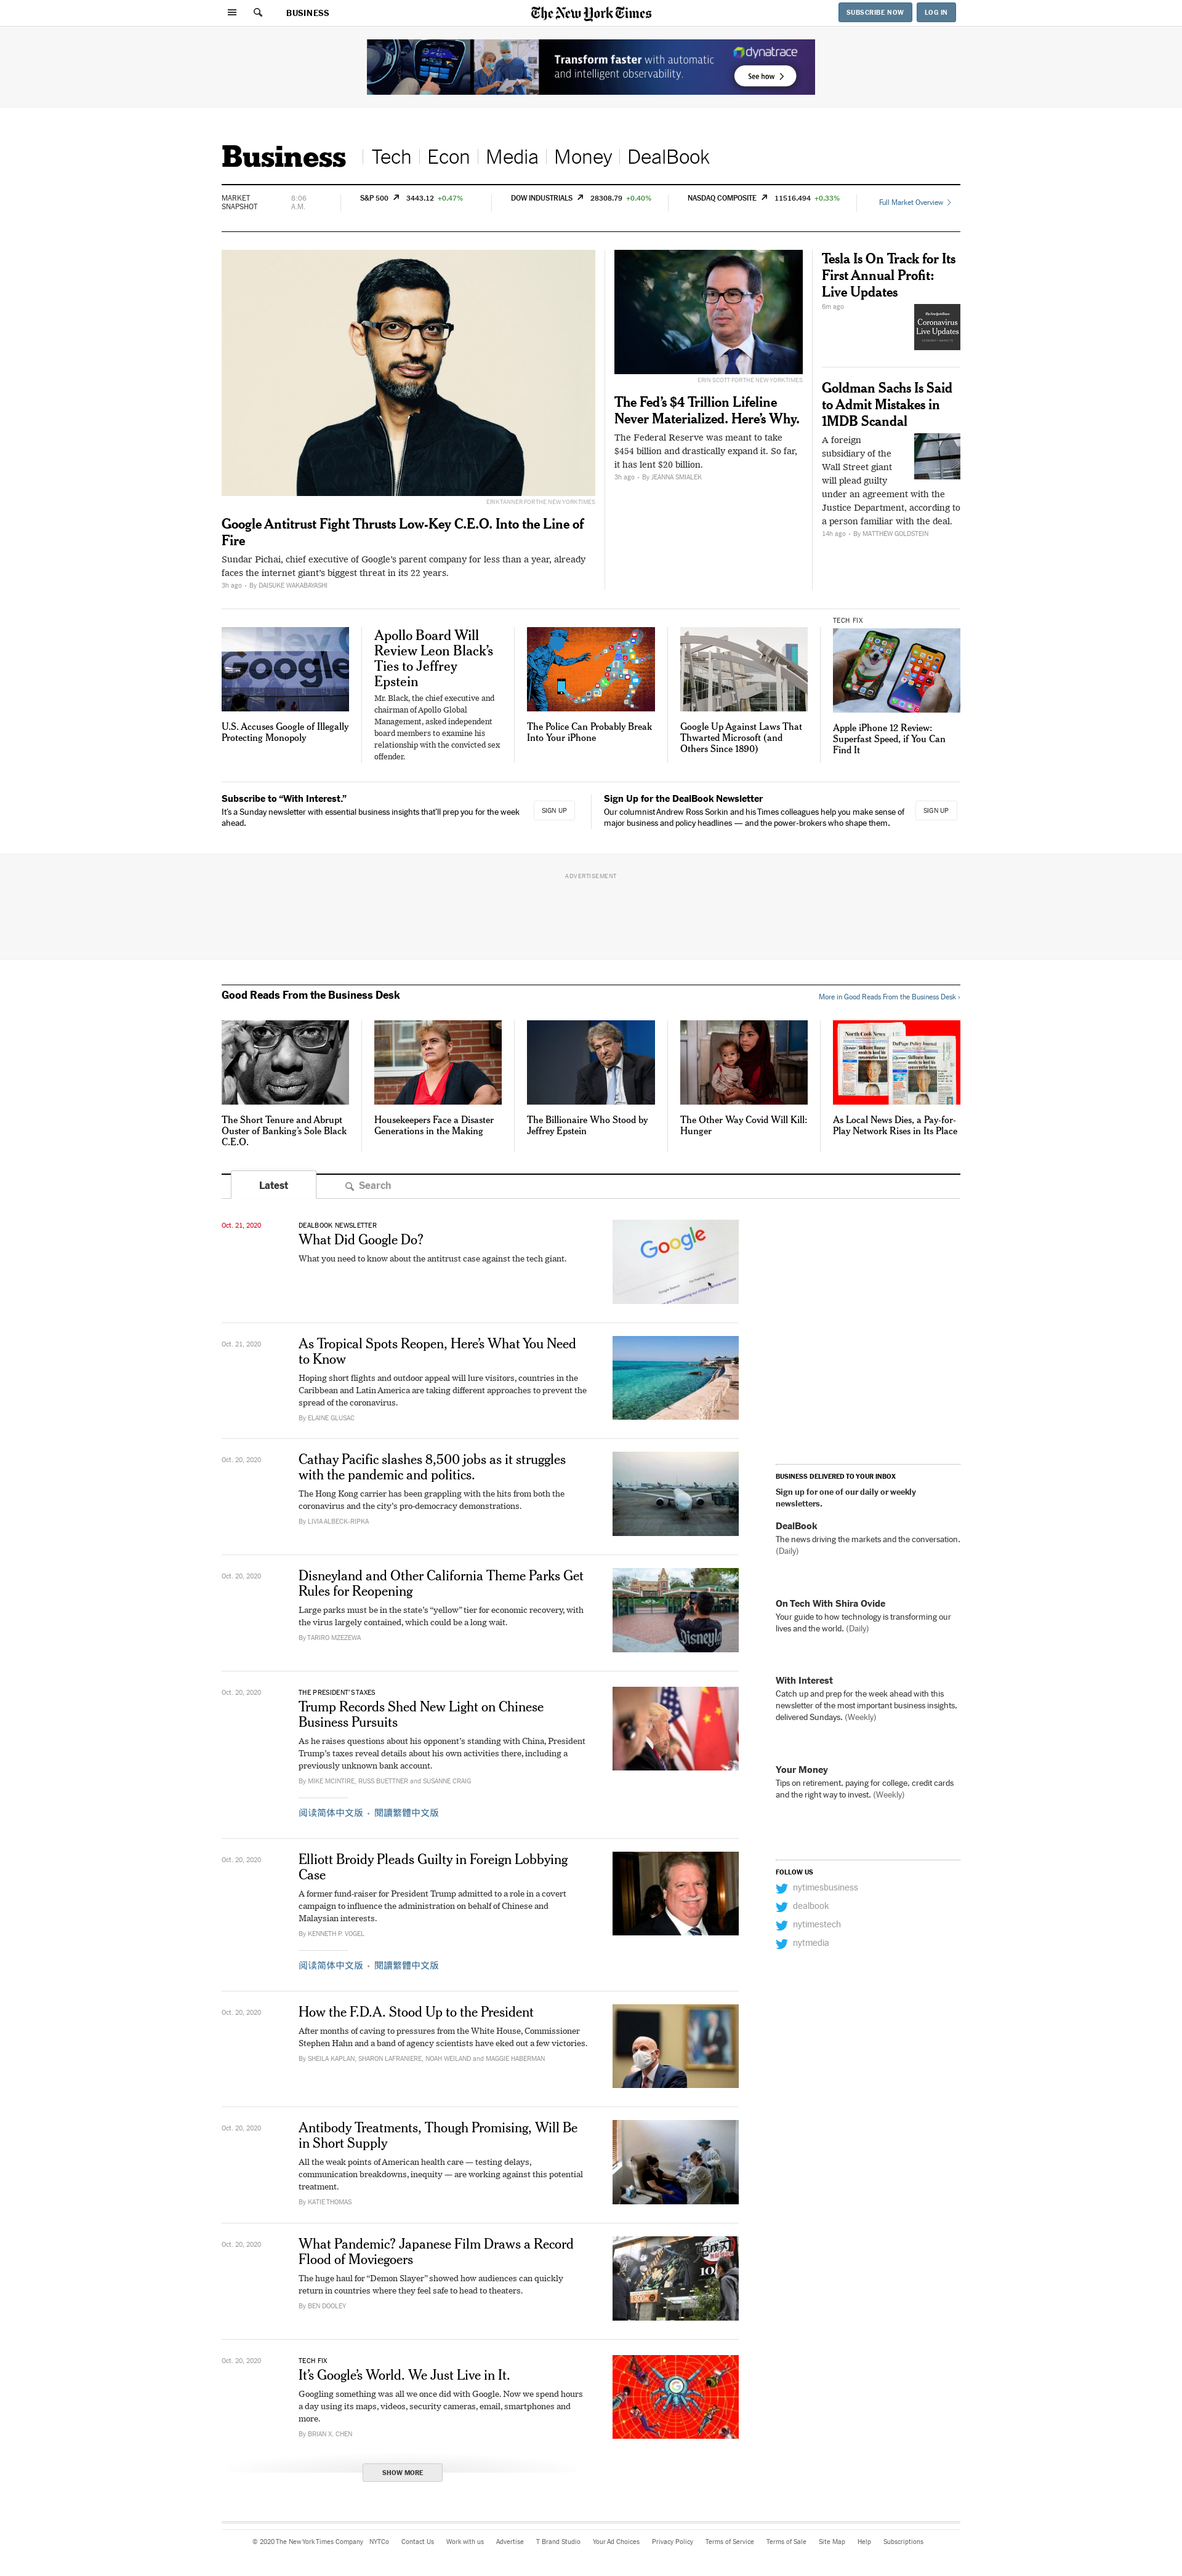 BUSINESS
The New York Times
SUBSCRIBE NOW
LOG IN
Transform faster with automatic
and intelligent observability.
dynatrace
See how
Business
Tech
Econ
Media
Money
DealBook
MARKET
SNAPSHOT
8:06
A.M.
S&P 500 3443.12 +0.47%
DOW INDUSTRIALS 28308.79 +0.40%
NASDAQ COMPOSITE 11516.494 +0.33%
Full Market Overview
ERIK TANNER FOR THE NEW YORK TIMES
Google Antitrust Fight Thrusts Low-Key C.E.O. Into the Line of
Fire
Sundar Pichai, chief executive of Google’s parent company for less than a year, already
faces the internet giant’s biggest threat in its 22 years.
3h ago • By DAISUKE WAKABAYASHI
ERIN SCOTT FOR THE NEW YORK TIMES
The Fed’s $4 Trillion Lifeline
Never Materialized. Here’s Why.
The Federal Reserve was meant to take
$454 billion and drastically expand it. So far,
it has lent $20 billion.
3h ago • By JEANNA SMIALEK
Tesla Is On Track for Its
First Annual Profit:
Live Updates
6m ago
The New York Times
Coronavirus
Live Updates
Goldman Sachs Is Said
to Admit Mistakes in
1MDB Scandal
A foreign
subsidiary of the
Wall Street giant
will plead guilty
under an agreement with the
Justice Department, according to
a person familiar with the deal.
14h ago • By MATTHEW GOLDSTEIN
Hey G
Google
U.S. Accuses Google of Illegally
Protecting Monopoly
Apollo Board Will
Review Leon Black’s
Ties to Jeffrey
Epstein
Mr. Black, the chief executive and
chairman of Apollo Global
Management, asked independent
board members to examine his
relationship with the convicted sex
offender.
The Police Can Probably Break
Into Your iPhone
Google Up Against Laws That
Thwarted Microsoft (and
Others Since 1890)
TECH FIX
Apple iPhone 12 Review:
Superfast Speed, if You Can
Find It
Subscribe to “With Interest.”
It’s a Sunday newsletter with essential business insights that’ll prep you for the week
ahead.
SIGN UP
Sign Up for the DealBook Newsletter
Our columnist Andrew Ross Sorkin and his Times colleagues help you make sense of
major business and policy headlines — and the power-brokers who shape them.
SIGN UP
ADVERTISEMENT
Good Reads From the Business Desk
More in Good Reads From the Business Desk ›
The Short Tenure and Abrupt
Ouster of Banking’s Sole Black
C.E.O.
Housekeepers Face a Disaster
Generations in the Making
The Billionaire Who Stood by
Jeffrey Epstein
The Other Way Covid Will Kill:
Hunger
North Cook News
DuPage Policy Journal
As Local News Dies, a Pay-for-
Play Network Rises in Its Place
Latest
Search
Oct. 21, 2020
DEALBOOK NEWSLETTER
What Did Google Do?
What you need to know about the antitrust case against the tech giant.
Google
Oct. 21, 2020
As Tropical Spots Reopen, Here’s What You Need
to Know
Hoping short flights and outdoor appeal will lure visitors, countries in the
Caribbean and Latin America are taking different approaches to prevent the
spread of the coronavirus.
By ELAINE GLUSAC
Oct. 20, 2020
Cathay Pacific slashes 8,500 jobs as it struggles
with the pandemic and politics.
The Hong Kong carrier has been grappling with the hits from both the
coronavirus and the city’s pro-democracy demonstrations.
By LIVIA ALBECK-RIPKA
Oct. 20, 2020
Disneyland and Other California Theme Parks Get
Rules for Reopening
Large parks must be in the state’s “yellow” tier for economic recovery, with
the virus largely contained, which could be a long wait.
By TARIRO MZEZEWA
Oct. 20, 2020
THE PRESIDENT’S TAXES
Trump Records Shed New Light on Chinese
Business Pursuits
As he raises questions about his opponent’s standing with China, President
Trump’s taxes reveal details about his own activities there, including a
previously unknown bank account.
By MIKE MCINTIRE, RUSS BUETTNER and SUSANNE CRAIG
阅读简体中文版 • 閱讀繁體中文版
Oct. 20, 2020
Elliott Broidy Pleads Guilty in Foreign Lobbying
Case
A former fund-raiser for President Trump admitted to a role in a covert
campaign to influence the administration on behalf of Chinese and
Malaysian interests.
By KENNETH P. VOGEL
阅读简体中文版 • 閱讀繁體中文版
Oct. 20, 2020
How the F.D.A. Stood Up to the President
After months of caving to pressures from the White House, Commissioner
Stephen Hahn and a band of agency scientists have eked out a few victories.
By SHEILA KAPLAN, SHARON LAFRANIERE, NOAH WEILAND and MAGGIE HABERMAN
Oct. 20, 2020
Antibody Treatments, Though Promising, Will Be
in Short Supply
All the weak points of American health care — testing delays,
communication breakdowns, inequity — are working against this potential
treatment.
By KATIE THOMAS
Oct. 20, 2020
What Pandemic? Japanese Film Draws a Record
Flood of Moviegoers
The huge haul for “Demon Slayer” showed how audiences can quickly
return in countries where they feel safe to head to theaters.
By BEN DOOLEY
Oct. 20, 2020
TECH FIX
It’s Google’s World. We Just Live in It.
Googling something was all we once did with Google. Now we spend hours
a day using its maps, videos, security cameras, email, smartphones and
more.
By BRIAN X. CHEN
SHOW MORE
BUSINESS DELIVERED TO YOUR INBOX
Sign up for one of our daily or weekly
newsletters.
DealBook
The news driving the markets and the conversation.
(Daily)
On Tech With Shira Ovide
Your guide to how technology is transforming our
lives and the world. (Daily)
With Interest
Catch up and prep for the week ahead with this
newsletter of the most important business insights,
delivered Sundays. (Weekly)
Your Money
Tips on retirement, paying for college, credit cards
and the right way to invest. (Weekly)
FOLLOW US
nytimesbusiness
dealbook
nytimestech
nytmedia
© 2020 The New York Times Company NYTCo Contact Us Work with us Advertise T Brand Studio Your Ad Choices Privacy Policy Terms of Service Terms of Sale Site Map Help Subscriptions